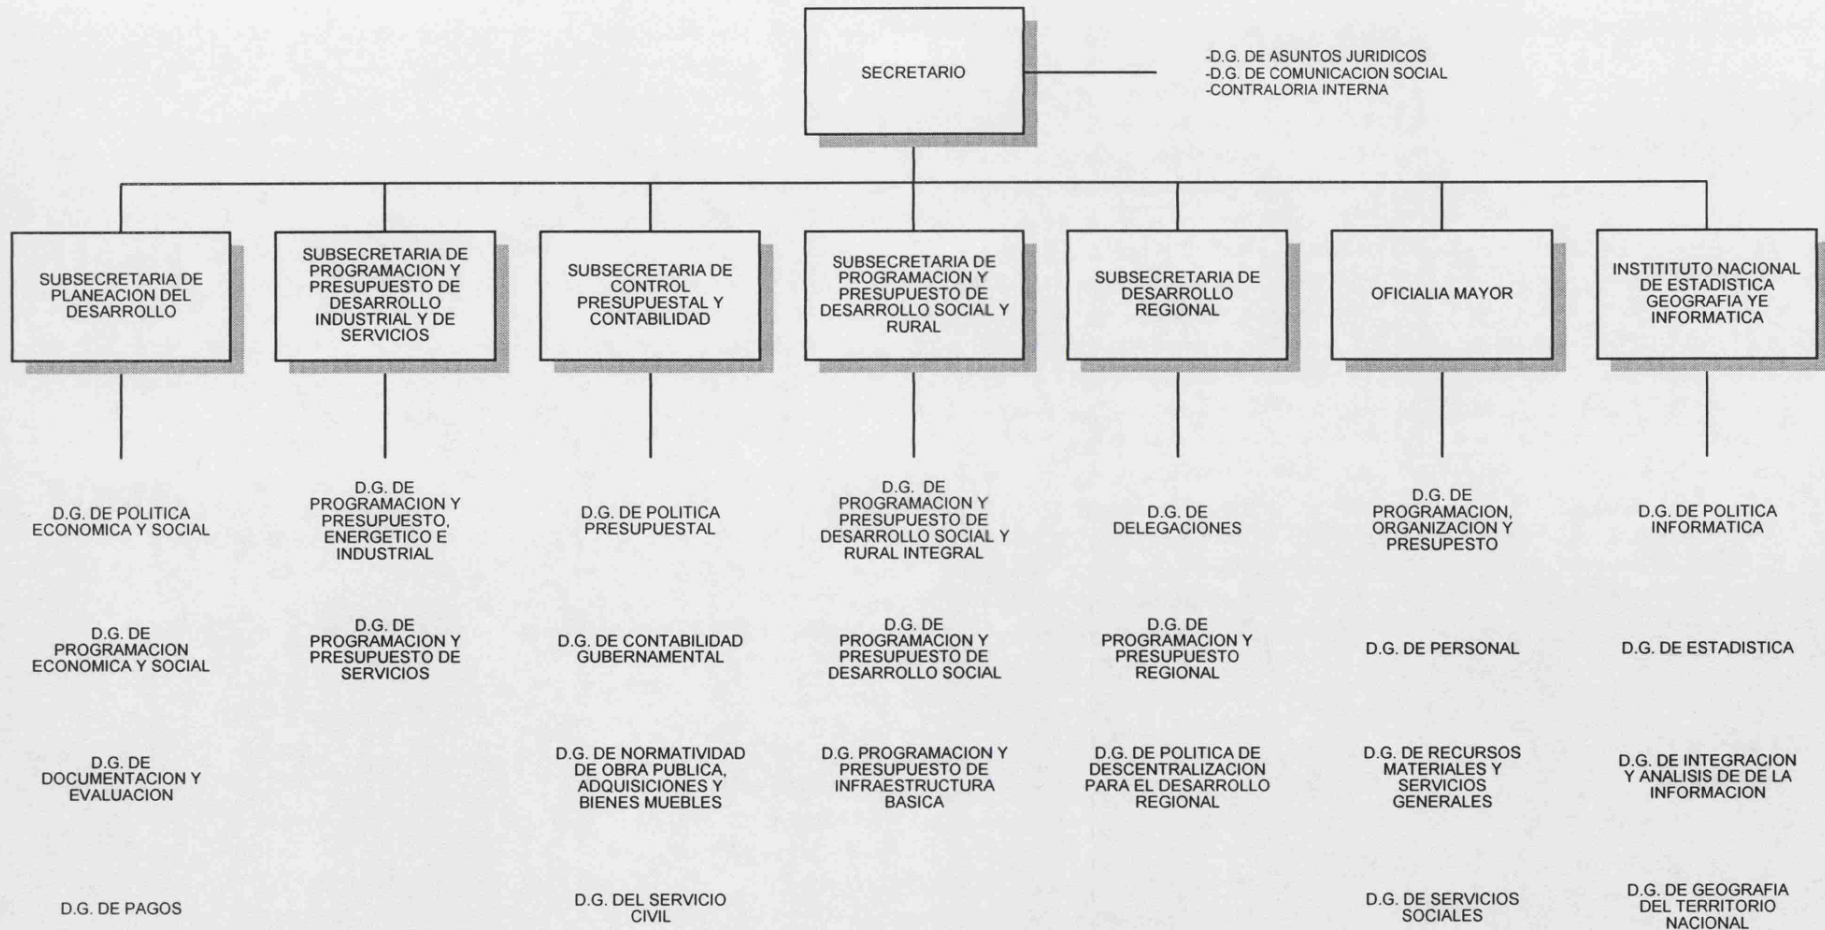 SECRETARIO
-D.G. DE ASUNTOS JURIDICOS
-D.G. DE COMUNICACION SOCIAL
-CONTRALORIA INTERNA
SUBSECRETARIA DE
PLANEACION DEL
DESARROLLO
SUBSECRETARIA DE
PROGRAMACION Y
PRESUPUESTO DE
DESARROLLO
INDUSTRIAL Y DE
SERVICIOS
SUBSECRETARIA DE
CONTROL
PRESUPUESTAL Y
CONTABILIDAD
SUBSECRETARIA DE
PROGRAMACION Y
PRESUPUESTO DE
DESARROLLO SOCIAL Y
RURAL
SUBSECRETARIA DE
DESARROLLO
REGIONAL
OFICIALIA MAYOR
INSTITITUTO NACIONAL
DE ESTADISTICA
GEOGRAFIA YE
INFORMATICA
D.G. DE POLITICA
ECONOMICA Y SOCIAL
D.G. DE
PROGRAMACION Y
PRESUPUESTO,
ENERGETICO E
INDUSTRIAL
D.G. DE POLITICA
PRESUPUESTAL
D.G. DE
PROGRAMACION Y
PRESUPUESTO DE
DESARROLLO SOCIAL Y
RURAL INTEGRAL
D.G. DE
DELEGACIONES
D.G. DE
PROGRAMACION,
ORGANIZACION Y
PRESUPESTO
D.G. DE POLITICA
INFORMATICA
D.G. DE
PROGRAMACION
ECONOMICA Y SOCIAL
D.G. DE
PROGRAMACION Y
PRESUPUESTO DE
SERVICIOS
D.G. DE CONTABILIDAD
GUBERNAMENTAL
D.G. DE
PROGRAMACION Y
PRESUPUESTO DE
DESARROLLO SOCIAL
D.G. DE
PROGRAMACION Y
PRESUPUESTO
REGIONAL
D.G. DE PERSONAL
D.G. DE ESTADISTICA
D.G. DE
DOCUMENTACION Y
EVALUACION
D.G. DE NORMATIVIDAD
DE OBRA PUBLICA,
ADQUISICIONES Y
BIENES MUEBLES
D.G. PROGRAMACION Y
PRESUPUESTO DE
INFRAESTRUCTURA
BASICA
D.G. DE POLITICA DE
DESCENTRALIZACION
PARA EL DESARROLLO
REGIONAL
D.G. DE RECURSOS
MATERIALES Y
SERVICIOS
GENERALES
D.G. DE INTEGRACION
Y ANALISIS DE DE LA
INFORMACION
D.G. DE PAGOS
D.G. DEL SERVICIO
CIVIL
D.G. DE SERVICIOS
SOCIALES
D.G. DE GEOGRAFIA
DEL TERRITORIO
NACIONAL